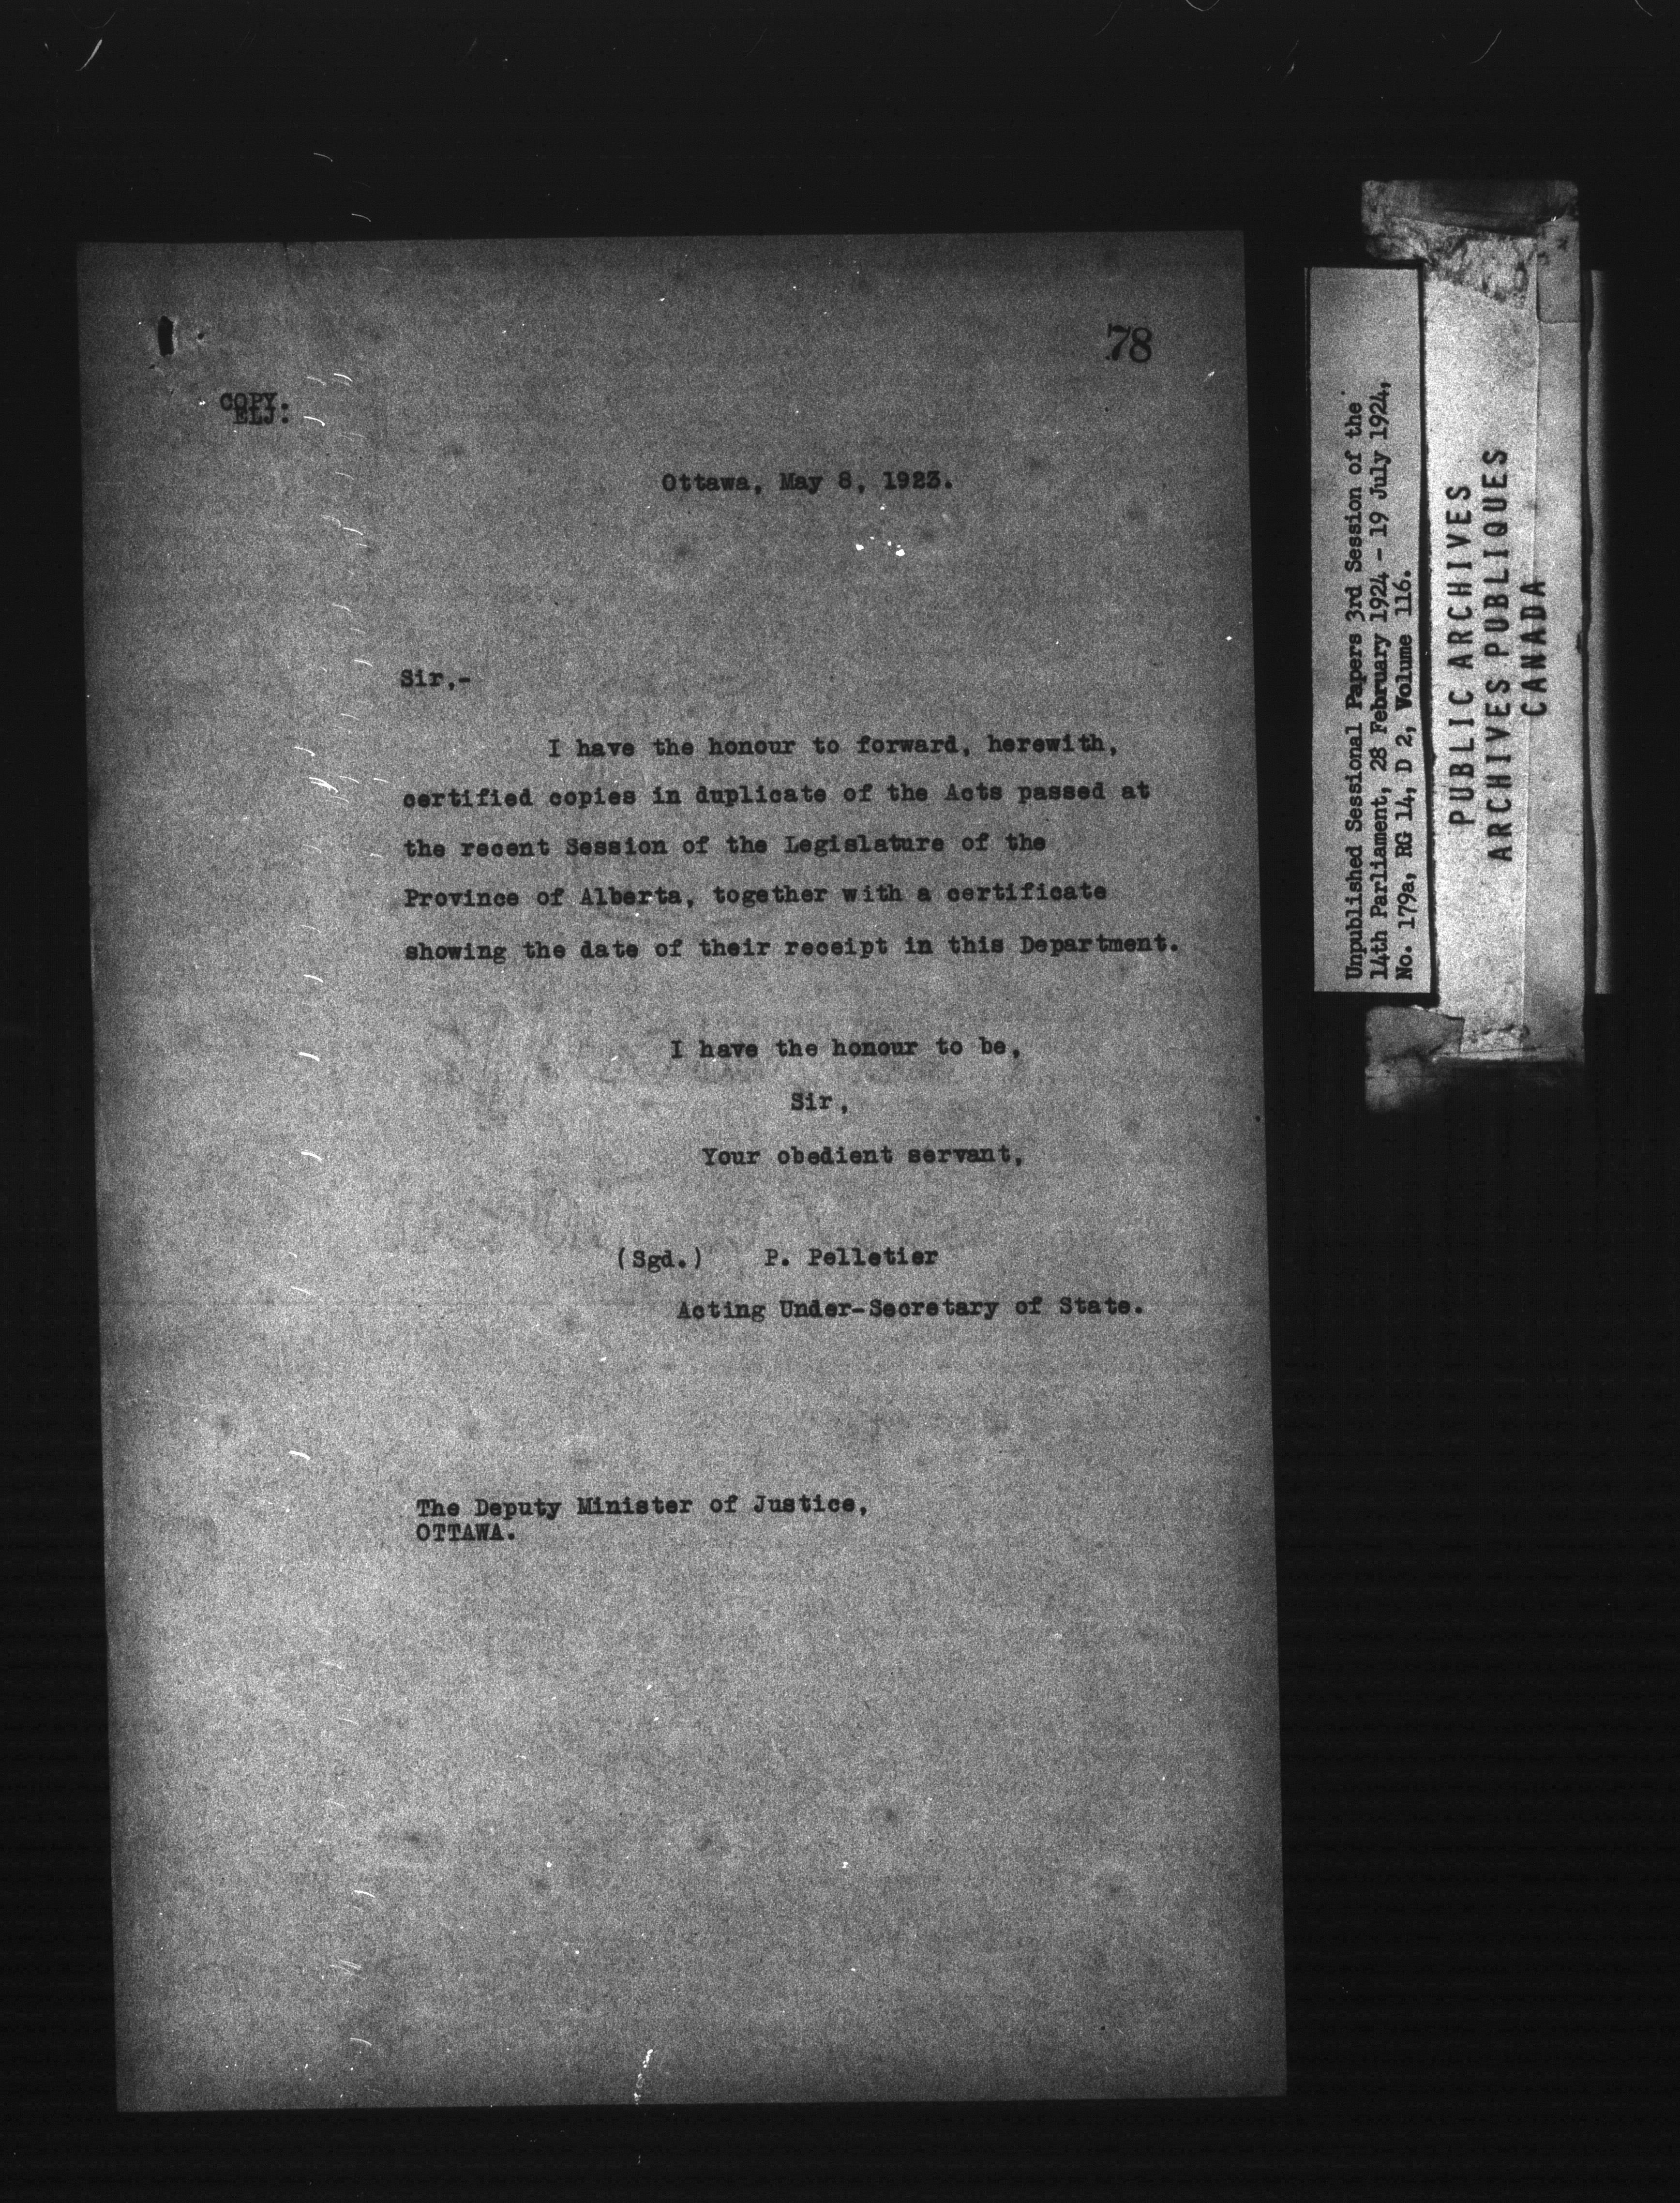 78
COPY.
ELJ.
Ottawa, May 8, 1923.
Sir,-
I have the honour to forward, herewith,
certified copies in duplicate of the Acts passed at
the recent Session of the Legislature of the
Province of Alberta, together with a certificate
showing the date of their receipt in this Department.
I have the honour to be,
Sir,
Your obedient servant,
(Sgd.) P. Pelletier
Acting Under-Secretary of State.
The Deputy Minister of Justice,
OTTAWA.
Unpublished Sessional Papers 3rd Session of the
14th Parliament, 28 February 1924 - 19 July 1924,
No. 179a, RG 14, D 2, Volume 116.
PUBLIC ARCHIVES
ARCHIVES PUBLIQUES
CANADA